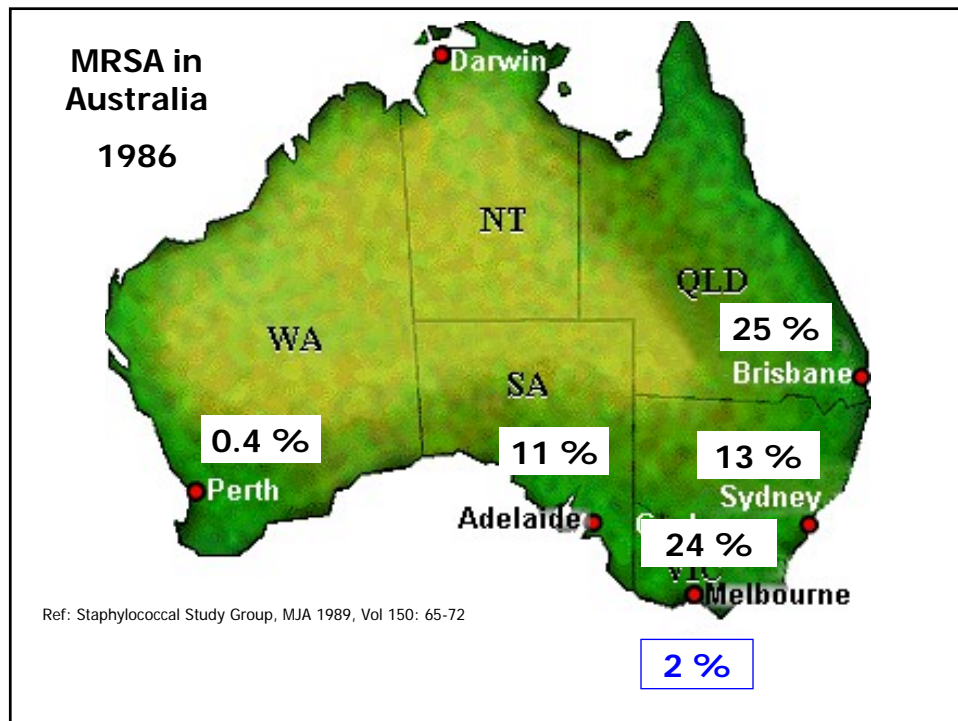 MRSA in
Australia
1986
Darwin
NT
QLD
25 %
WA
Brisbane
SA
0.4 %
11 %
13 %
Perth
Sydney
Adelaide
24 %
VIC
Melbourne
Ref: Staphylococcal Study Group, MJA 1989, Vol 150: 65-72
2 %